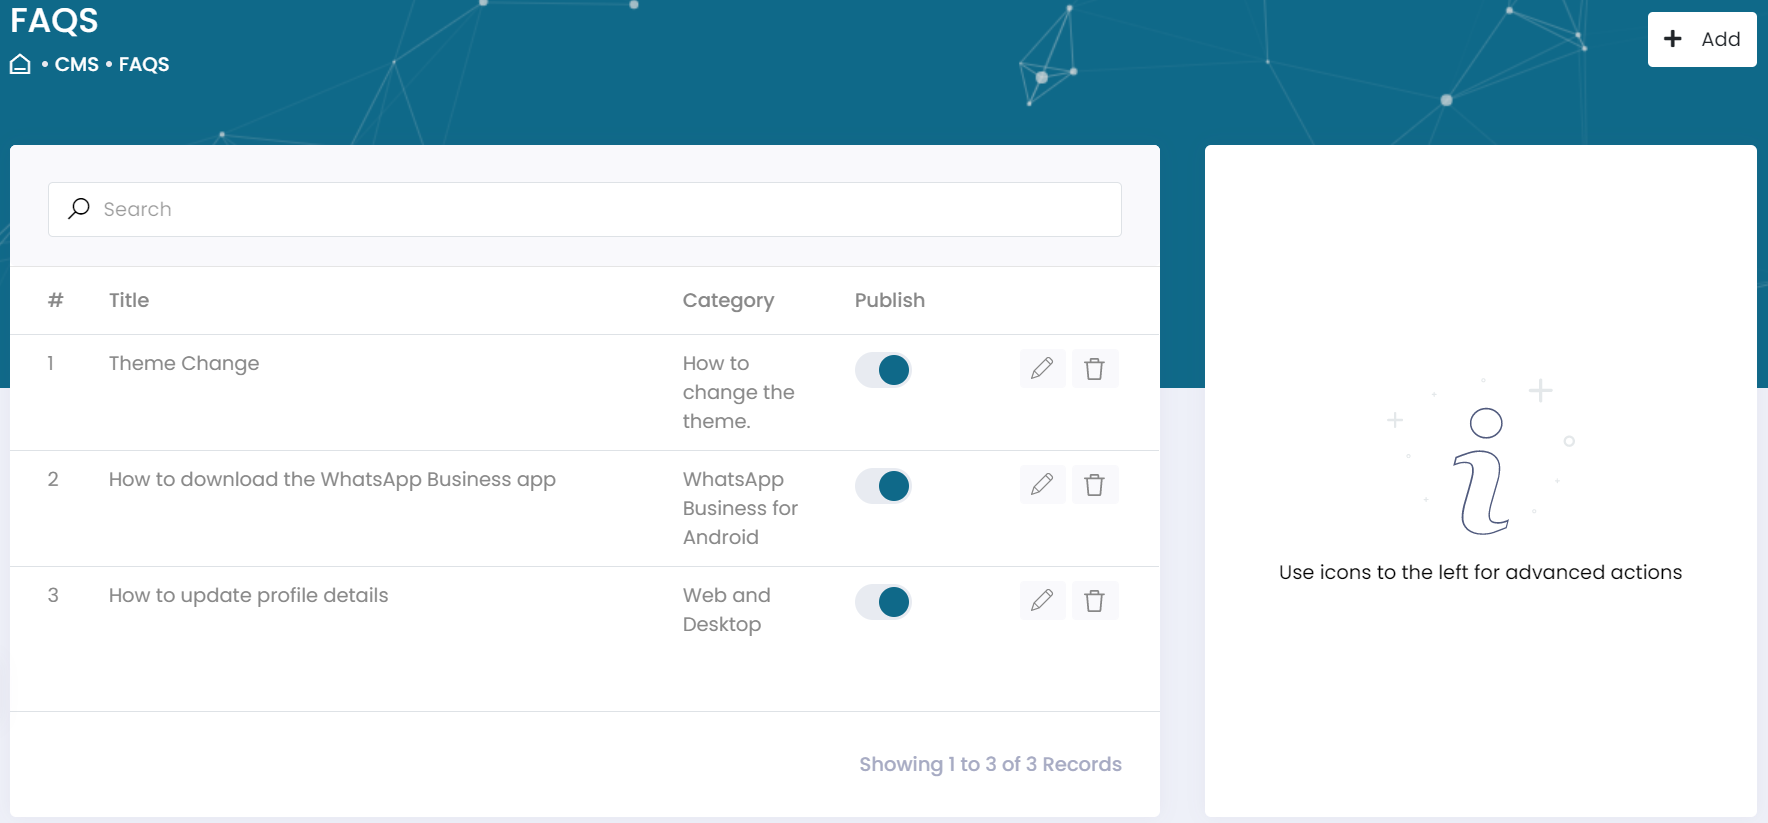 FAQS
• CMS • FAQS
+ Add
Search
# Title Category Publish
1 Theme Change How to
change the
theme.
2 How to download the WhatsApp Business app WhatsApp
Business for
Android
3 How to update profile details Web and
Desktop
Showing 1 to 3 of 3 Records
i
Use icons to the left for advanced actions